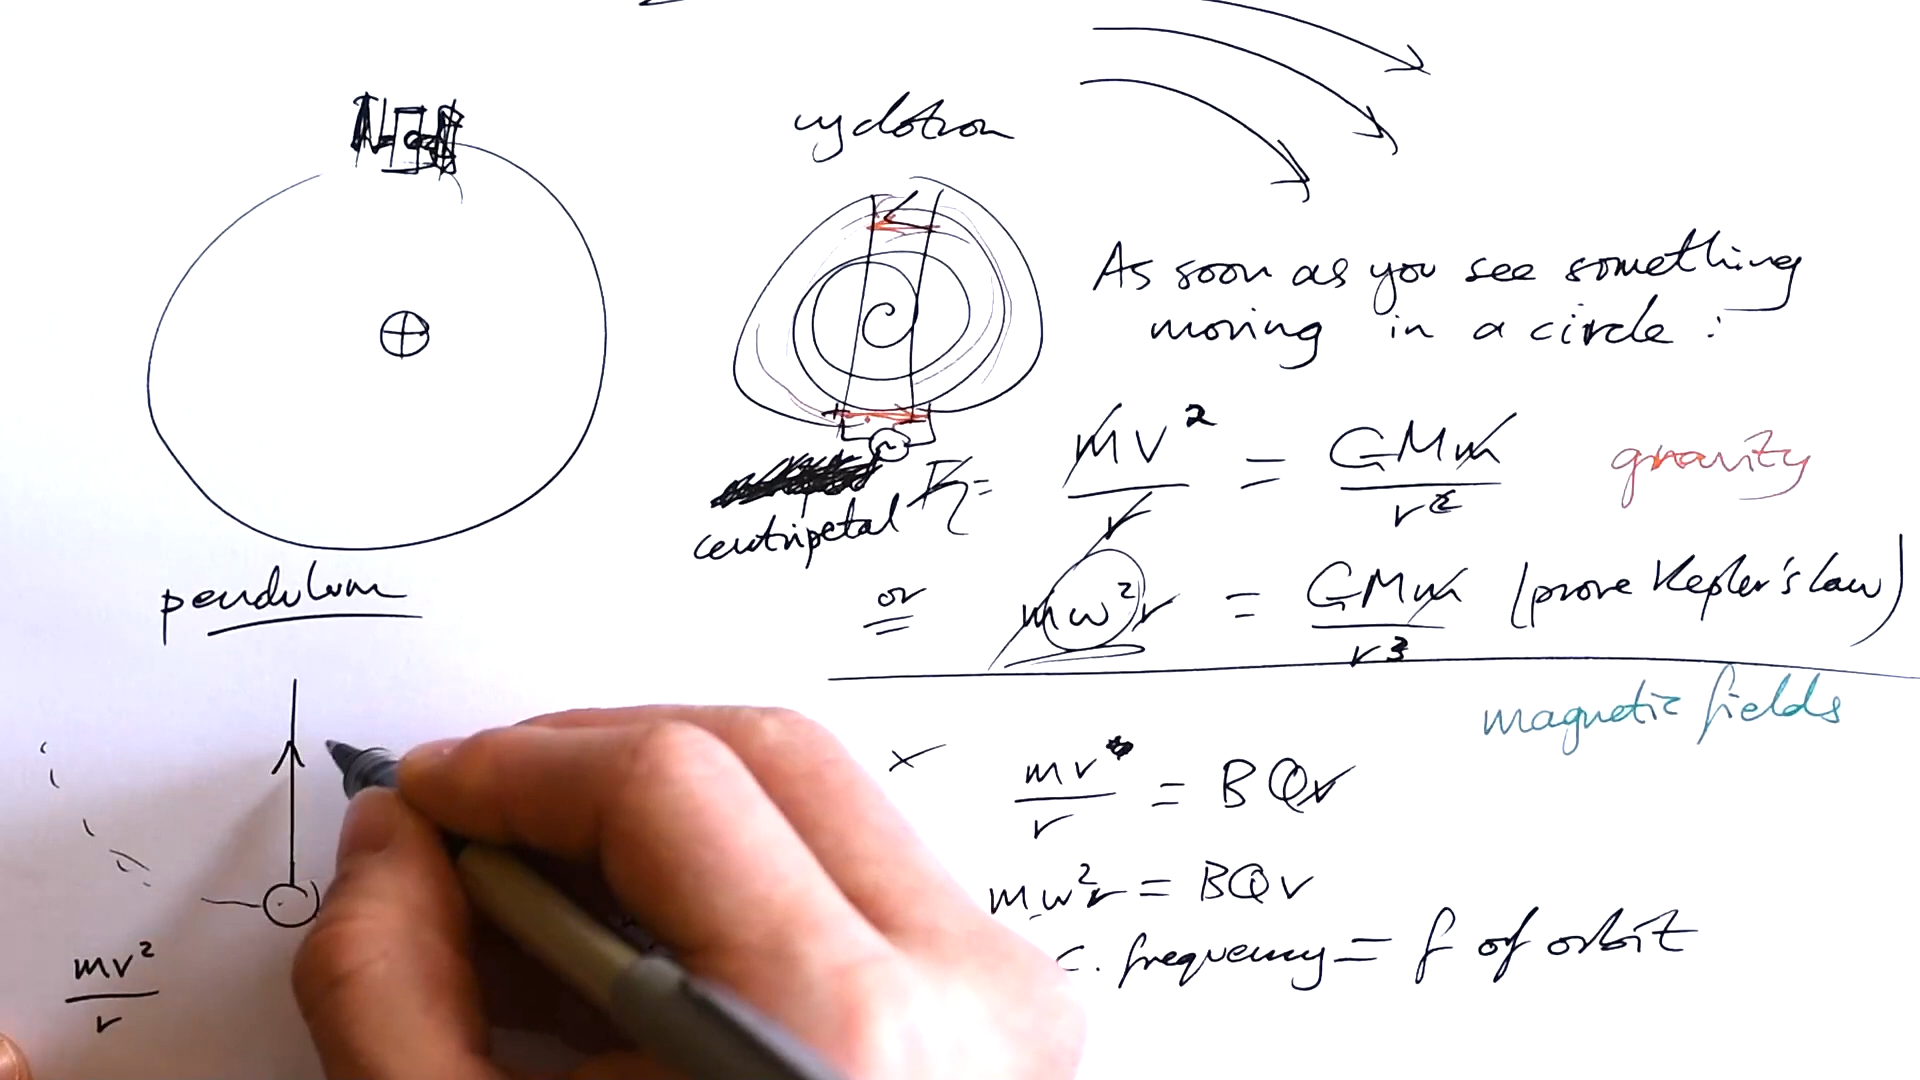 cyclotron
As soon as you see something
moving in a circle :
centripetal F = mv²/r = GMm/r² gravity
or mω²r = GMm/r³ (prove Kepler's law)
magnetic fields
mv/r = BQv
mω²r = BQv
c. frequency = f of orbit
pendulum
mv²/r